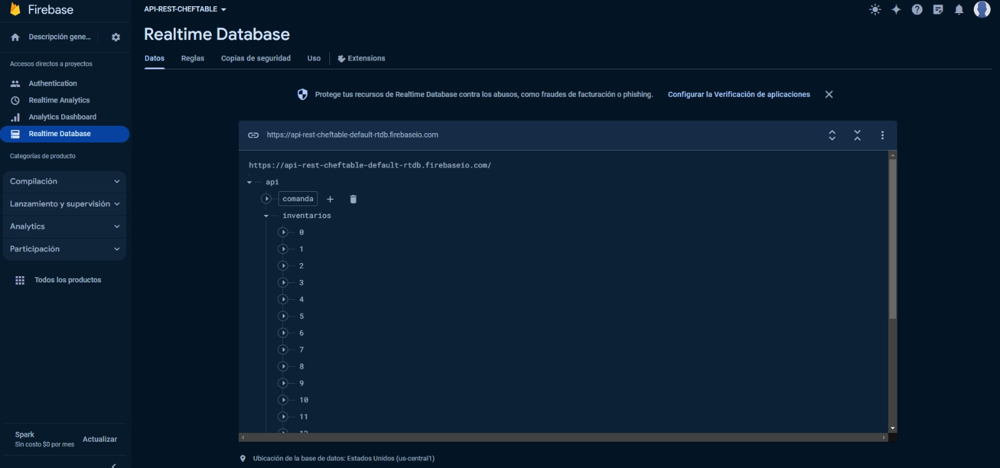 Firebase
API-REST-CHEFTABLE
Descripción gene...
Realtime Database
Datos
Reglas
Copias de seguridad
Uso
Extensions
Accesos directos a proyectos
Authentication
Realtime Analytics
Analytics Dashboard
Realtime Database
Categorías de producto
Compilación
Lanzamiento y supervisión
Analytics
Participación
Todos los productos
Spark
Sin costo $0 por mes
Actualizar
Protege tus recursos de Realtime Database contra los abusos, como fraudes de facturación o phishing.
Configurar la Verificación de aplicaciones
https://api-rest-cheftable-default-rtdb.firebaseio.com
https://api-rest-cheftable-default-rtdb.firebaseio.com/
api
comanda
inventarios
0
1
2
3
4
5
6
7
8
9
10
11
12
Ubicación de la base de datos: Estados Unidos (us-central1)